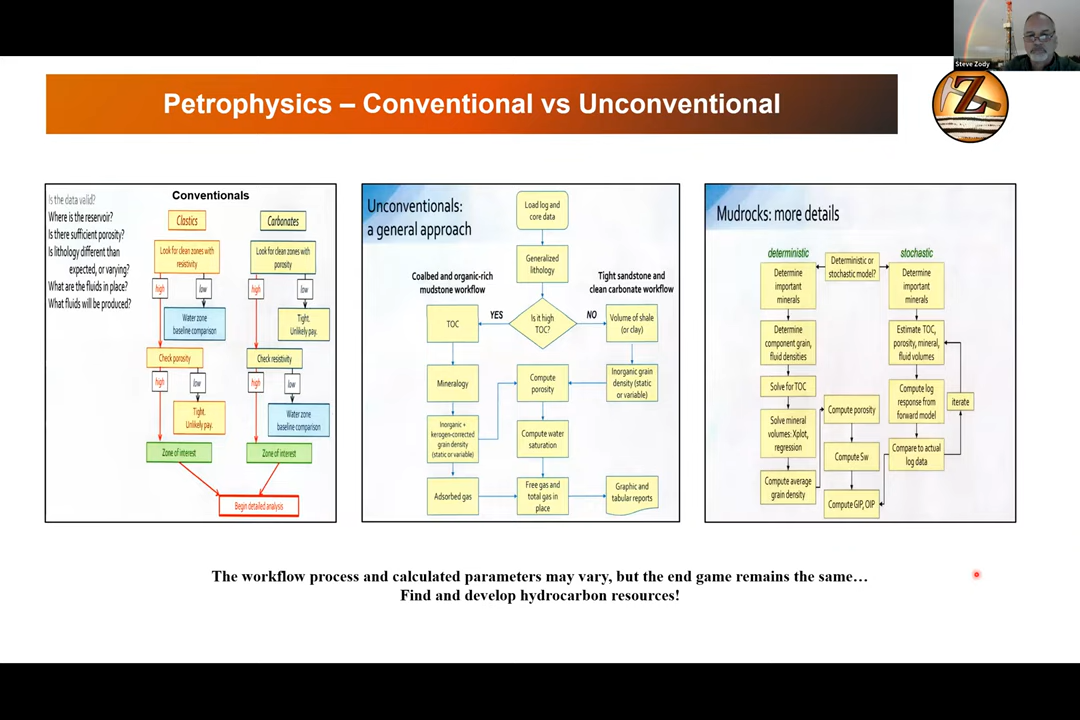 Steve Zody
Petrophysics – Conventional vs Unconventional
Z
Is the data valid?
Where is the reservoir?
Is there sufficient porosity?
Is lithology different than
expected, or varying?
What are the fluids in place?
What fluids will be produced?
Conventionals
Clastics
Look for clean zones with
resistivity
high
low
Water zone
baseline comparison
Check porosity
high
low
Tight.
Unlikely pay.
Zone of interest
Carbonates
Look for clean zones with
porosity
high
low
Tight.
Unlikely pay.
Check resistivity
high
low
Water zone
baseline comparison
Zone of interest
Begin detailed analysis
Unconventionals:
a general approach
Load log and
core data
Generalized
lithology
Coalbed and organic-rich
mudstone workflow
Tight sandstone and
clean carbonate workflow
Is it high
TOC?
YES
NO
TOC
Mineralogy
Inorganic +
kerogen-corrected
grain density
(static or variable)
Adsorbed gas
Volume of shale
(or clay)
Inorganic grain
density (static
or variable)
Compute
porosity
Compute water
saturation
Free gas and
total gas in
place
Graphic and
tabular reports
Mudrocks: more details
deterministic
Deterministic or
stochastic model?
stochastic
Determine
important
minerals
Determine
component grain,
fluid densities
Solve for TOC
Solve mineral
volumes: Xplot,
regression
Compute average
grain density
Compute porosity
Compute Sw
Compute GIP, OIP
Determine
important
minerals
Estimate TOC,
porosity, mineral,
fluid volumes
Compute log
response from
forward model
iterate
Compare to actual
log data
The workflow process and calculated parameters may vary, but the end game remains the same…
Find and develop hydrocarbon resources!